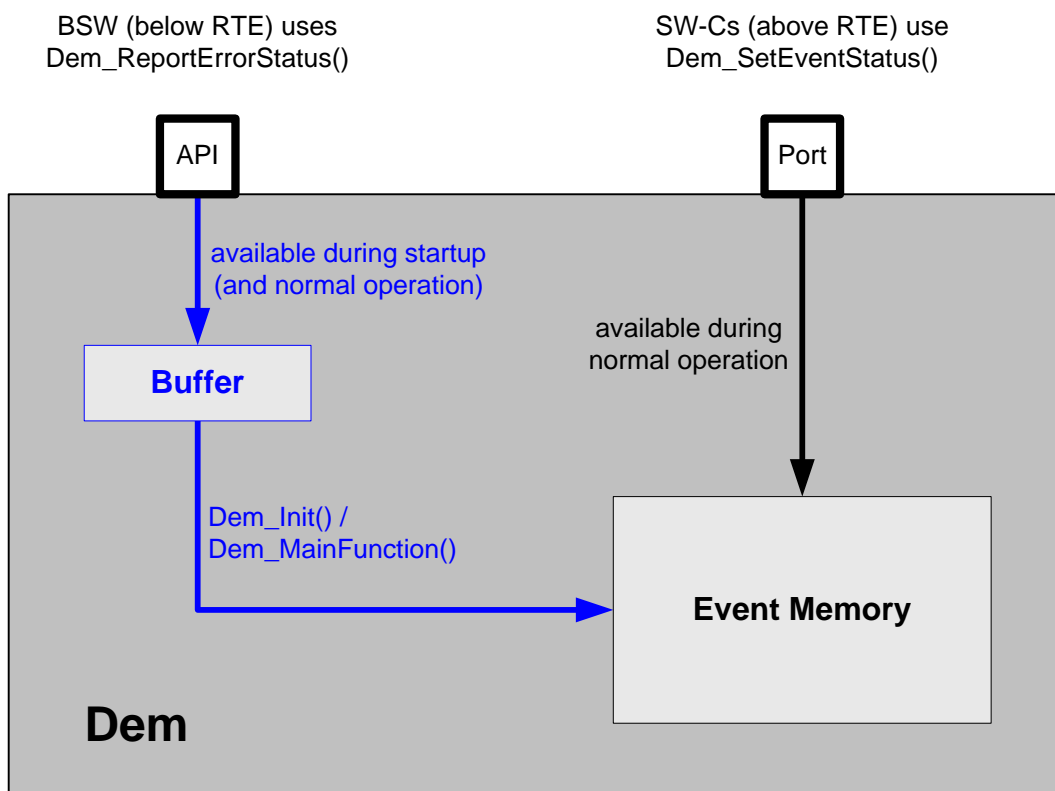 BSW (below RTE) uses
Dem_ReportErrorStatus()
SW-Cs (above RTE) use
Dem_SetEventStatus()
API
Port
available during startup
(and normal operation)
available during
normal operation
Buffer
Dem_Init() /
Dem_MainFunction()
Event Memory
Dem